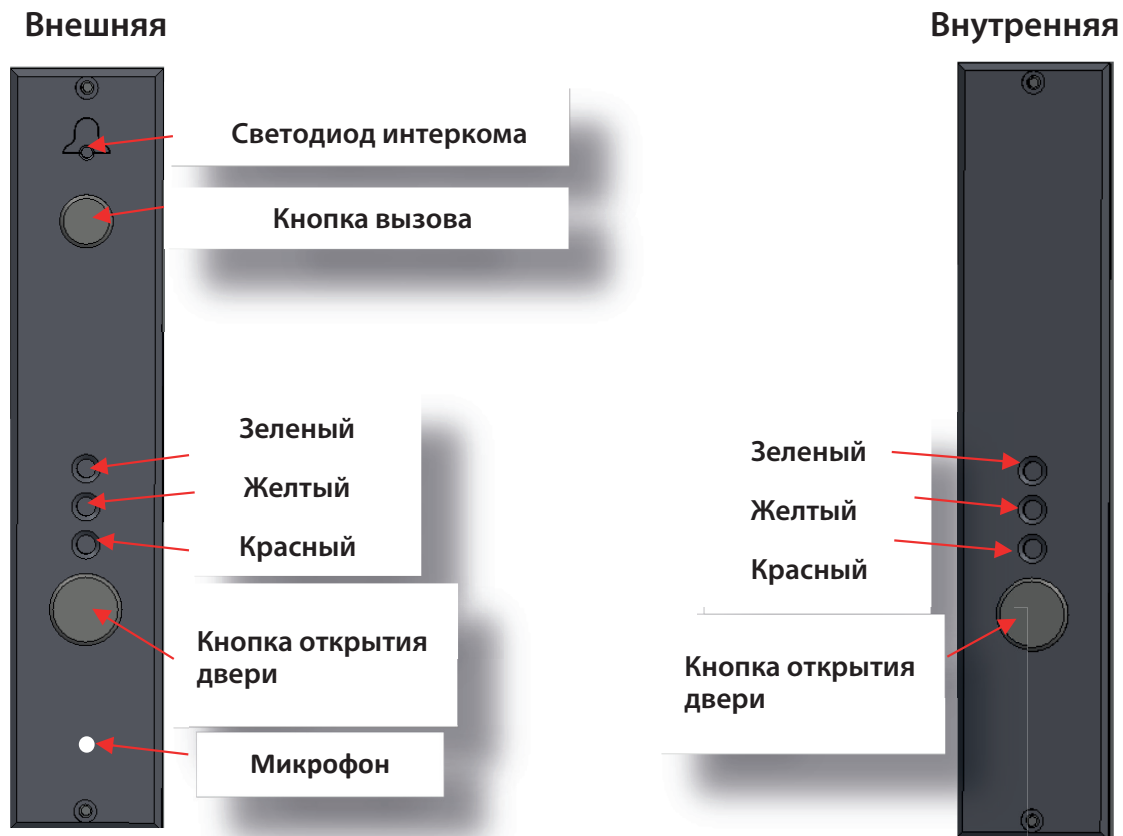 Внешняя
Внутренняя
Светодиод интеркома
Кнопка вызова
Зеленый
Желтый
Красный
Кнопка открытия
двери
Микрофон
Зеленый
Желтый
Красный
Кнопка открытия
двери